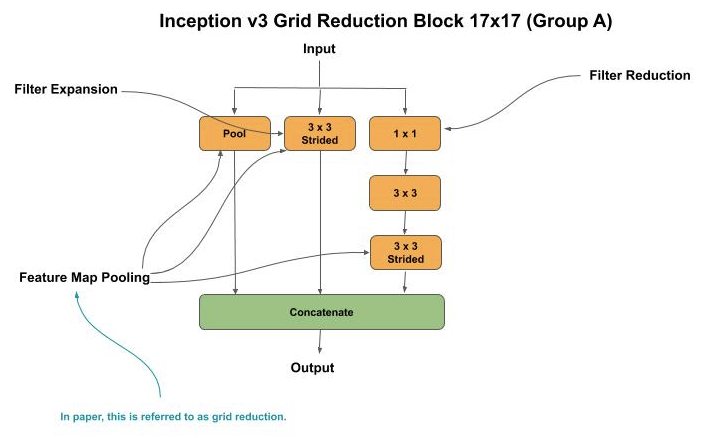 Inception v3 Grid Reduction Block 17x17 (Group A)
Input
Filter Expansion
Filter Reduction
Pool
3 x 3
Strided
1 x 1
3 x 3
3 x 3
Strided
Feature Map Pooling
Concatenate
Output
In paper, this is referred to as grid reduction.